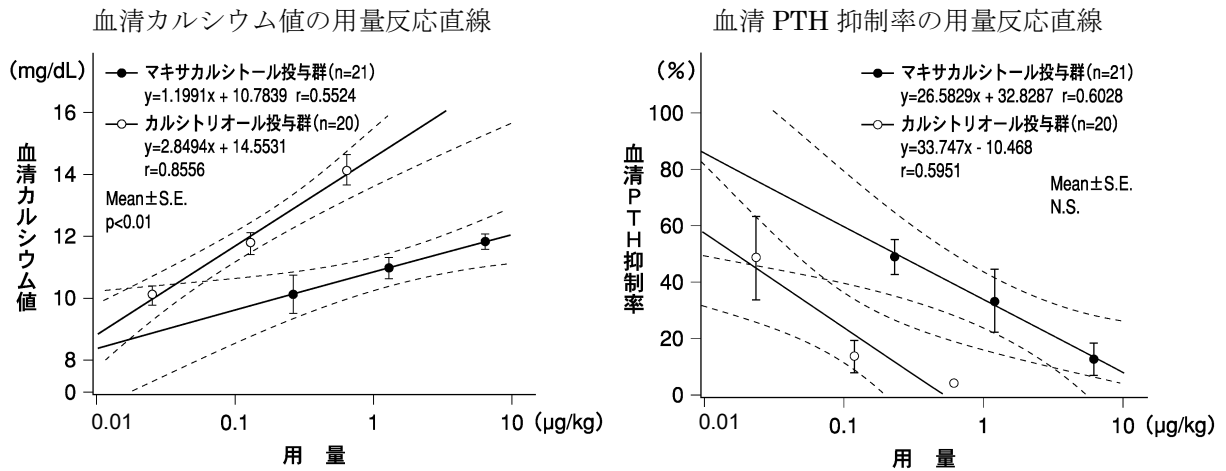 血清カルシウム値の用量反応直線
(mg/dL)
マキサカルシトール投与群(n=21)
y=1.1991x + 10.7839 r=0.5524
カルシトリオール投与群(n=20)
y=2.8494x + 14.5531
r=0.8556
Mean±S.E.
p<0.01
血清カルシウム値
16
14
12
10
8
0
0.01
0.1
1
10
(μg/kg)
用 量
血清 PTH 抑制率の用量反応直線
(%)
マキサカルシトール投与群(n=21)
y=26.5829x + 32.8287 r=0.6028
カルシトリオール投与群(n=20)
y=33.747x - 10.468
r=0.5951
Mean±S.E.
N.S.
血清PTH抑制率
100
80
60
40
20
0
0.01
0.1
1
10
(μg/kg)
用 量